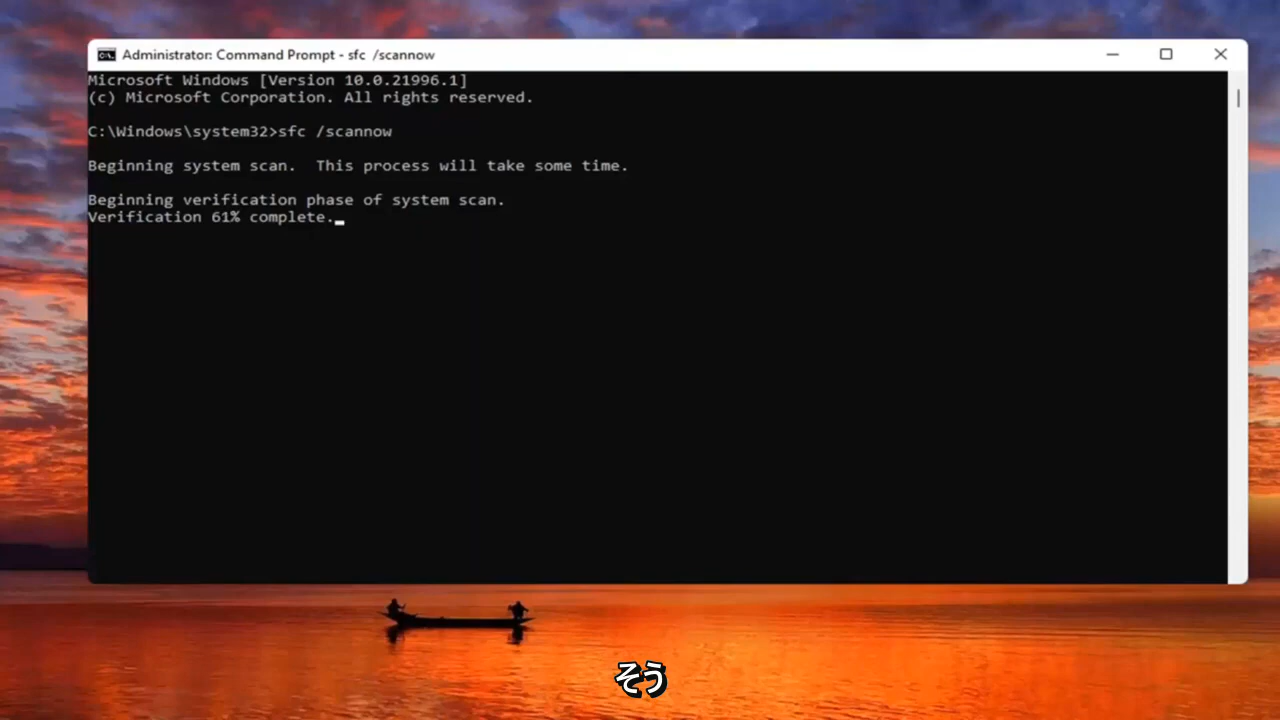 Administrator: Command Prompt - sfc /scannow
Microsoft Windows [Version 10.0.21996.1]
(c) Microsoft Corporation. All rights reserved.
C:\Windows\system32>sfc /scannow
Beginning system scan.  This process will take some time.
Beginning verification phase of system scan.
Verification 61% complete.
そう